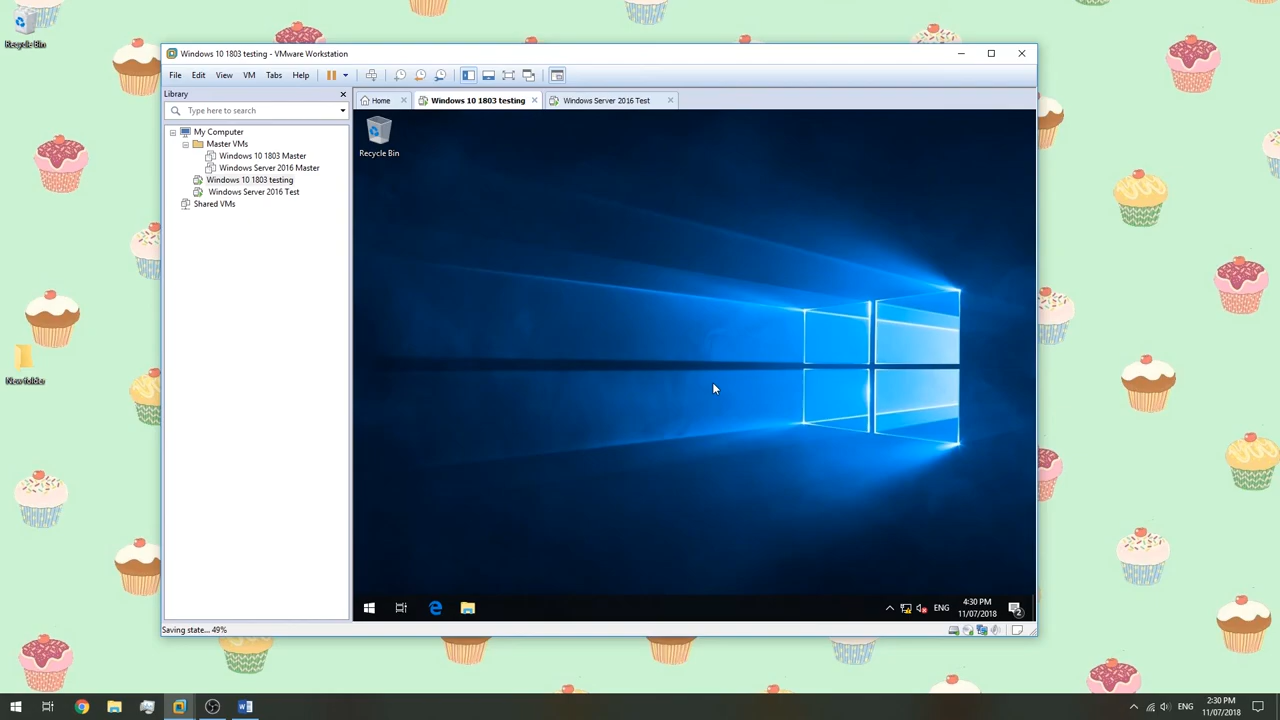 Recycle Bin
New folder
Windows 10 1803 testing - VMware Workstation
File Edit View VM Tabs Help
Library
Type here to search
My Computer
Master VMs
Windows 10 1803 Master
Windows Server 2016 Master
Windows 10 1803 testing
Windows Server 2016 Test
Shared VMs
Home Windows 10 1803 testing Windows Server 2016 Test
Recycle Bin
ENG
4:30 PM
11/07/2018
2
Saving state... 49%
ENG
2:30 PM
11/07/2018